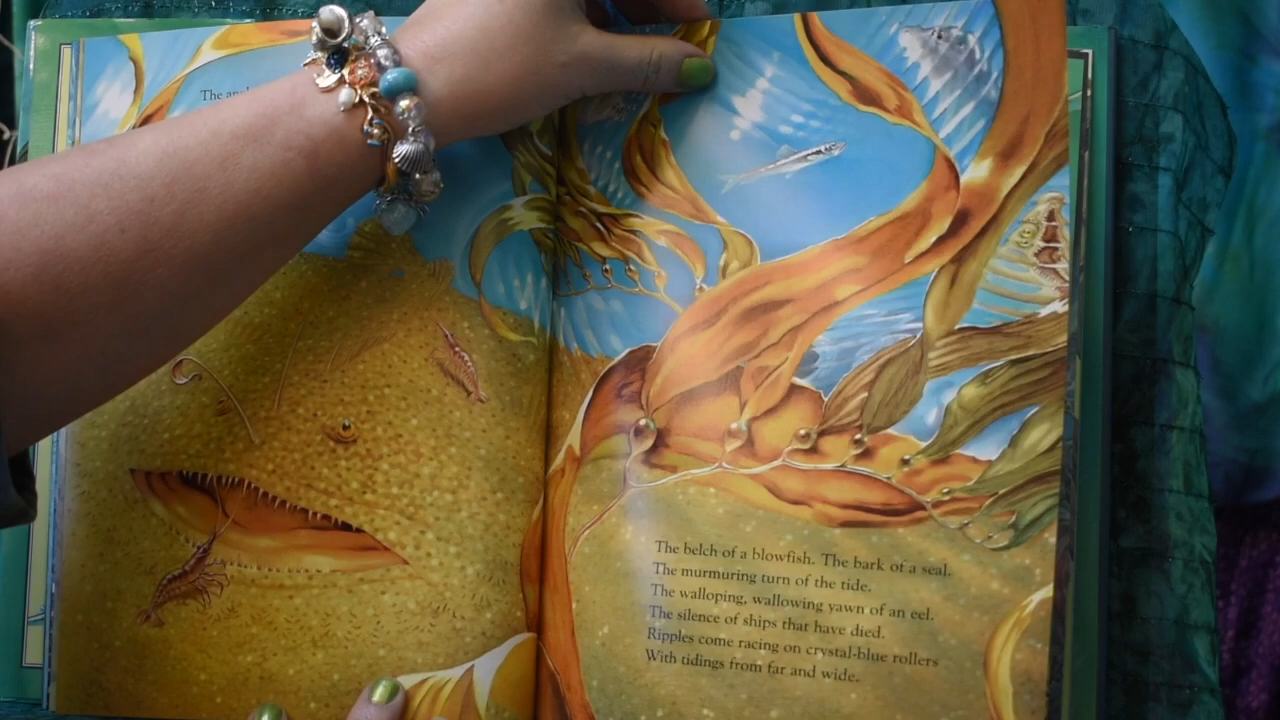 The
The belch of a blowfish. The bark of a seal.
The murmuring turn of the tide.
The walloping, wallowing yawn of an eel.
The silence of ships that have died.
Ripples come racing on crystal-blue rollers
With tidings from far and wide.